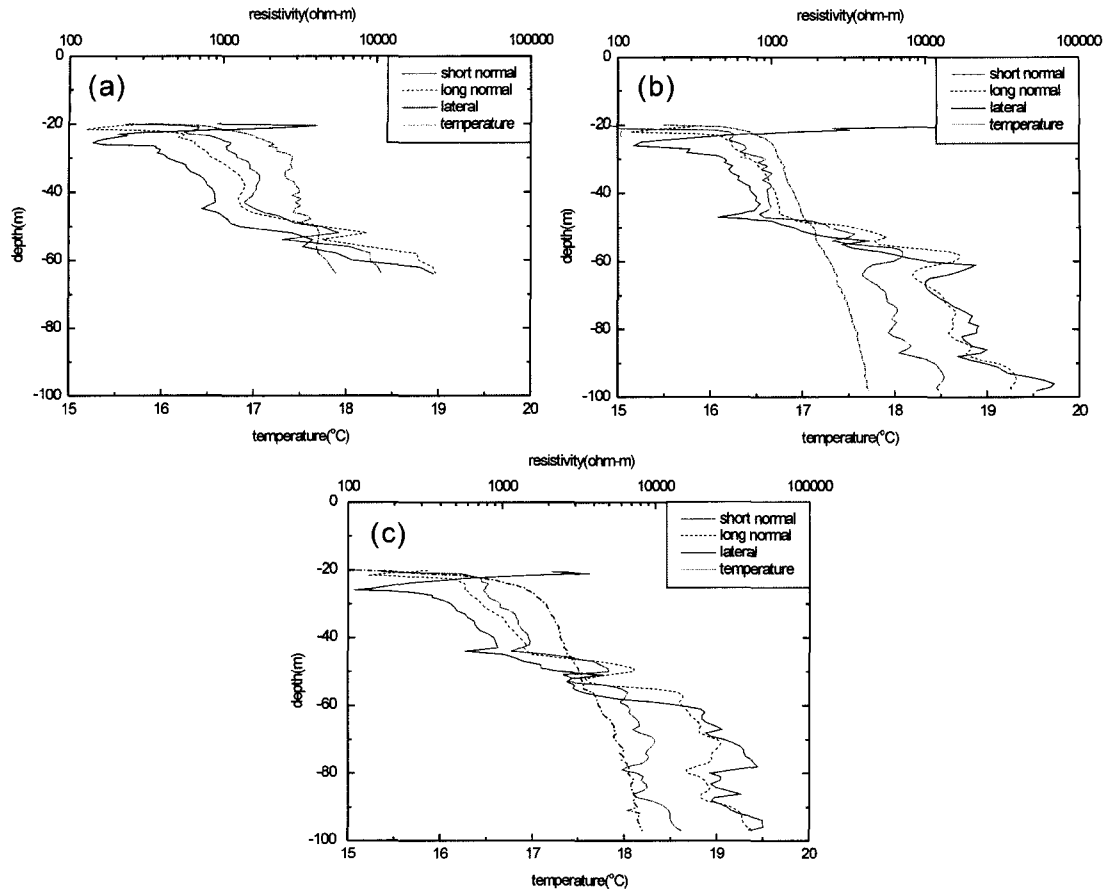 resistivity(ohm-m)
100 1000 10000 100000
(a)
short normal
long normal
lateral
temperature
0
-20
-40
-60
-80
-100
depth(m)
15 16 17 18 19 20
temperature(°C)
resistivity(ohm-m)
100 1000 10000 100000
(b)
short normal
long normal
lateral
temperature
0
-20
-40
-60
-80
-100
depth(m)
15 16 17 18 19 20
temperature(°C)
resistivity(ohm-m)
100 1000 10000 100000
(c)
short normal
long normal
lateral
temperature
0
-20
-40
-60
-80
-100
depth(m)
15 16 17 18 19 20
temperature(°C)